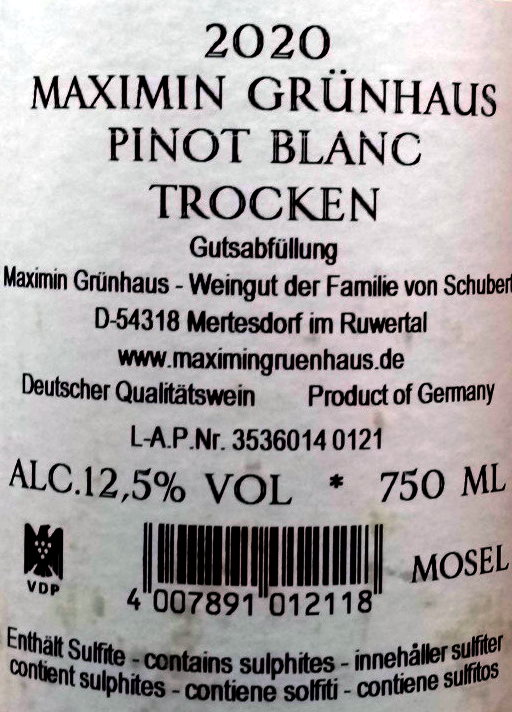 2020
MAXIMIN GRÜNHAUS
PINOT BLANC
TROCKEN
Gutsabfüllung
Maximin Grünhaus - Weingut der Familie von Schubert
D-54318 Mertesdorf im Ruwertal
www.maximingruenhaus.de
Deutscher Qualitätswein Product of Germany
L-A.P.Nr. 3536014 0121
ALC.12,5% VOL * 750 ML
VDP
MOSEL
4 007891 012118
Enthält Sulfite - contains sulphites - innehåller sulfiter
contient sulphites - contiene solfiti - contiene sulfitos